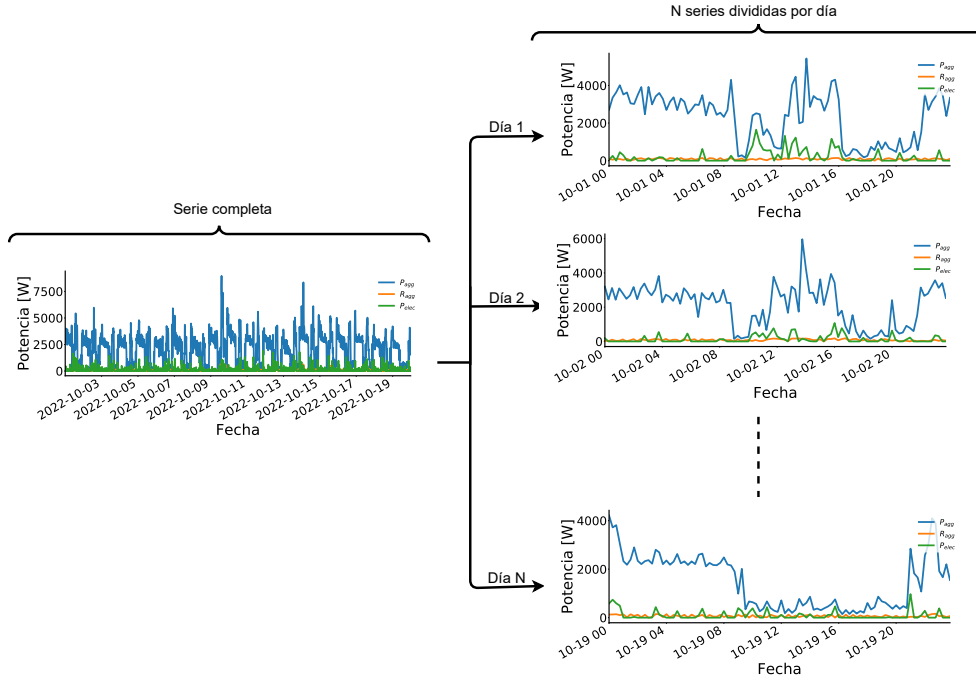 N series divididas por día
Potencia [W]
4000
2000
0
P_agg
R_agg
P_elec
10-01 00
10-01 04
10-01 08
10-01 12
10-01 16
10-01 20
Fecha
Día 1
Serie completa
Potencia [W]
7500
5000
2500
0
P_agg
R_agg
P_elec
2022-10-03
2022-10-05
2022-10-07
2022-10-09
2022-10-11
2022-10-13
2022-10-15
2022-10-17
2022-10-19
Fecha
Día 2
Potencia [W]
6000
4000
2000
0
P_agg
R_agg
P_elec
10-02 00
10-02 04
10-02 08
10-02 12
10-02 16
10-02 20
Fecha
Día N
Potencia [W]
4000
2000
0
P_agg
R_agg
P_elec
10-19 00
10-19 04
10-19 08
10-19 12
10-19 16
10-19 20
Fecha